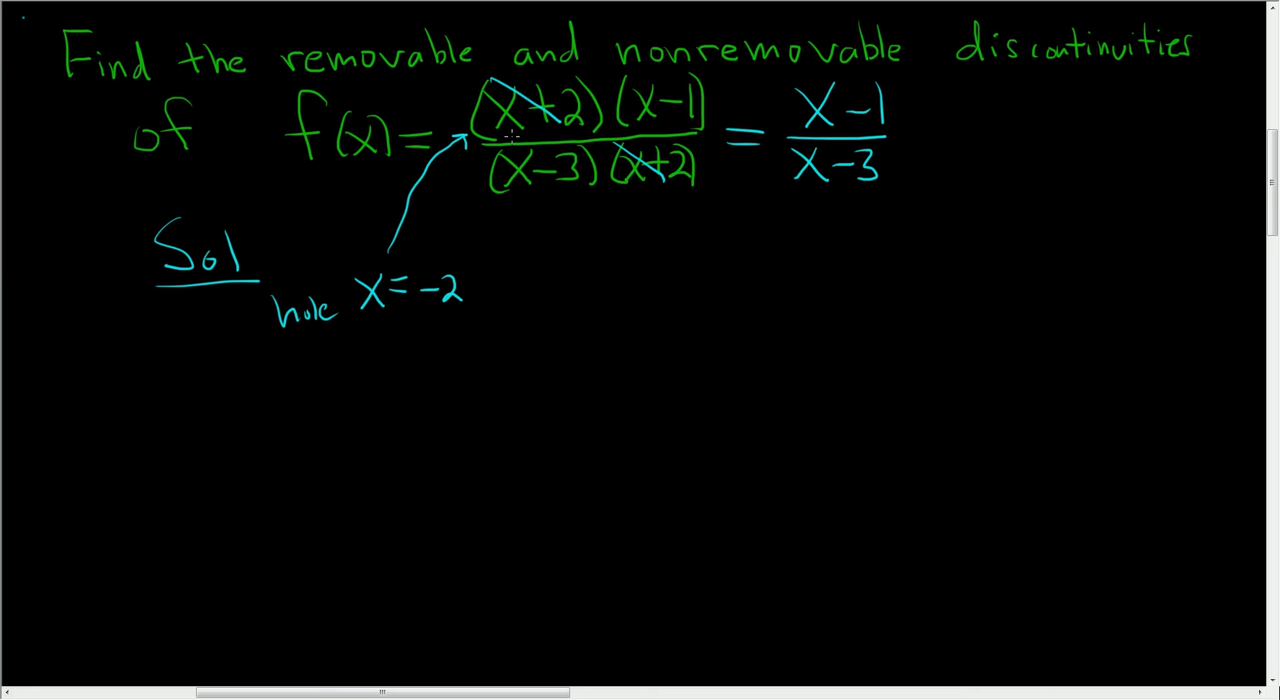 Find the removable and nonremovable discontinuities
of f(x) = (x+2)(x-1) / (x-3)(x+2) = x-1 / x-3
Sol
hole x = -2